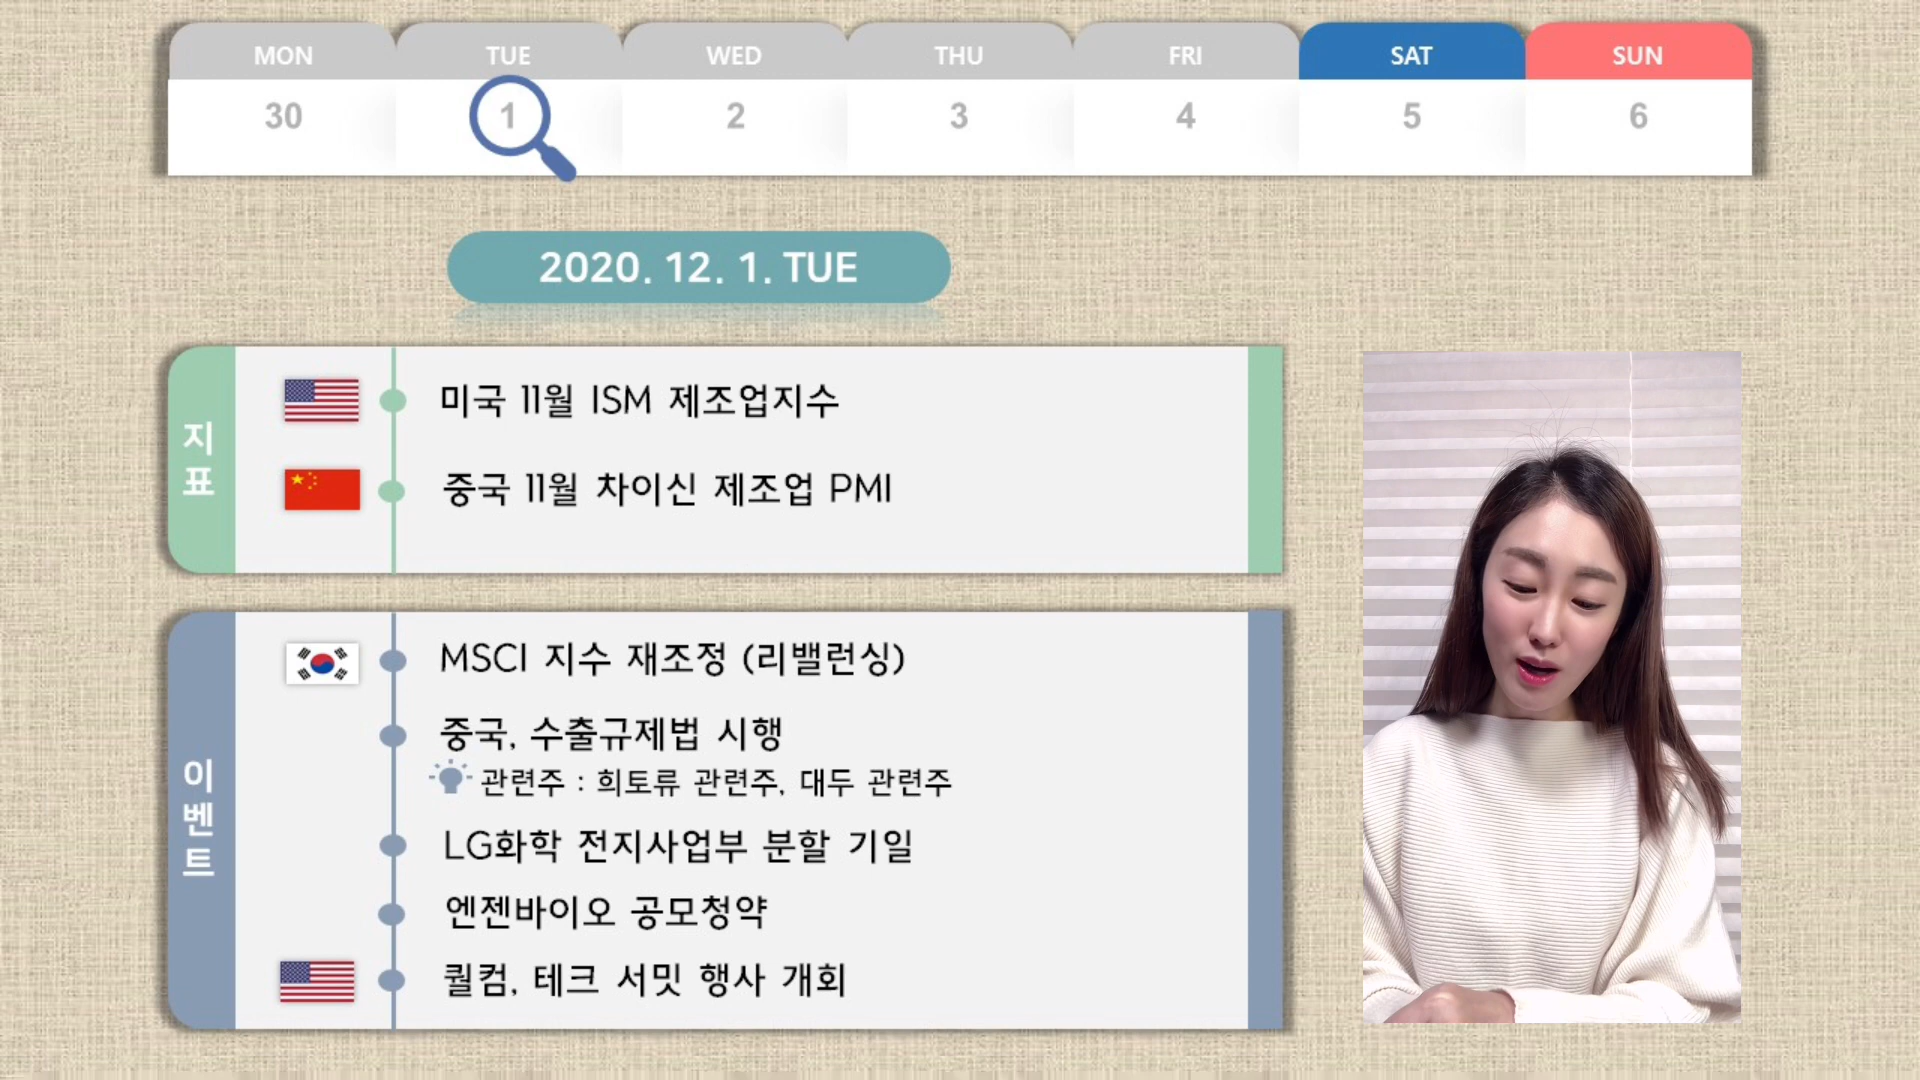 MON TUE WED THU FRI SAT SUN
30 1 2 3 4 5 6
2020. 12. 1. TUE
지표
미국 11월 ISM 제조업지수
중국 11월 차이신 제조업 PMI
이벤트
MSCI 지수 재조정 (리밸런싱)
중국, 수출규제법 시행
관련주 : 희토류 관련주, 대두 관련주
LG화학 전지사업부 분할 기일
엔젠바이오 공모청약
퀄컴, 테크 서밋 행사 개회